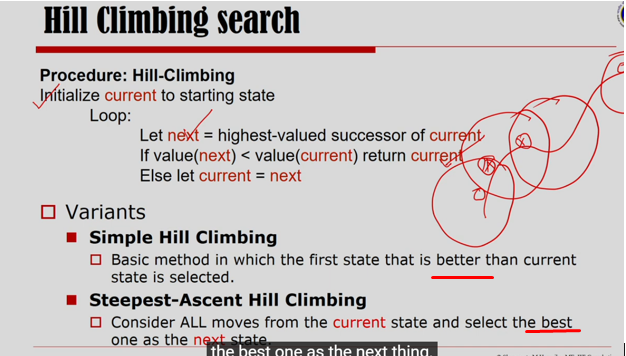 Hill Climbing search
Procedure: Hill-Climbing
Initialize current to starting state
Loop:
Let next = highest-valued successor of current
If value(next) < value(current) return current
Else let current = next
Variants
Simple Hill Climbing
Basic method in which the first state that is better than current
state is selected.
Steepest-Ascent Hill Climbing
Consider ALL moves from the current state and select the best
one as the next state.
the best one as the next thing.